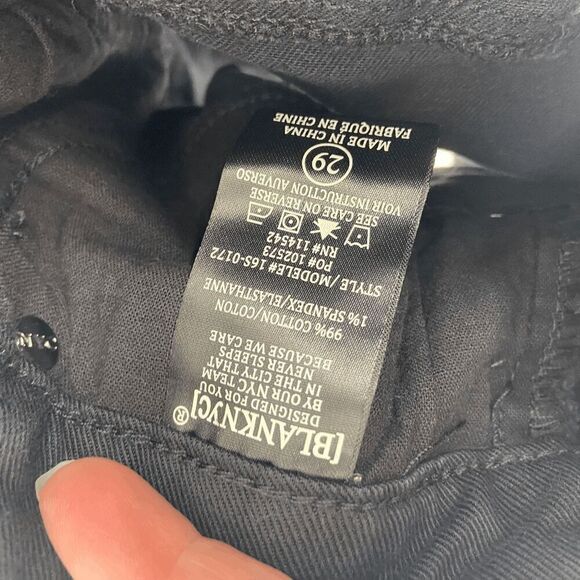 [BLANKNYC]®
DESIGNED FOR YOU
BY OUR NYC TEAM
IN THE CITY THAT
NEVER SLEEPS
BECAUSE WE CARE
99% COTTON/COTON
1% SPANDEX/ELASTHANNE
STYLE/MODELE# 16S-0172
PO# 102573
RN# 114542
SEE CARE ON REVERSE
VOIR INSTRUCTION AUVERSO
29
MADE IN CHINA
FABRIQUÉ EN CHINE